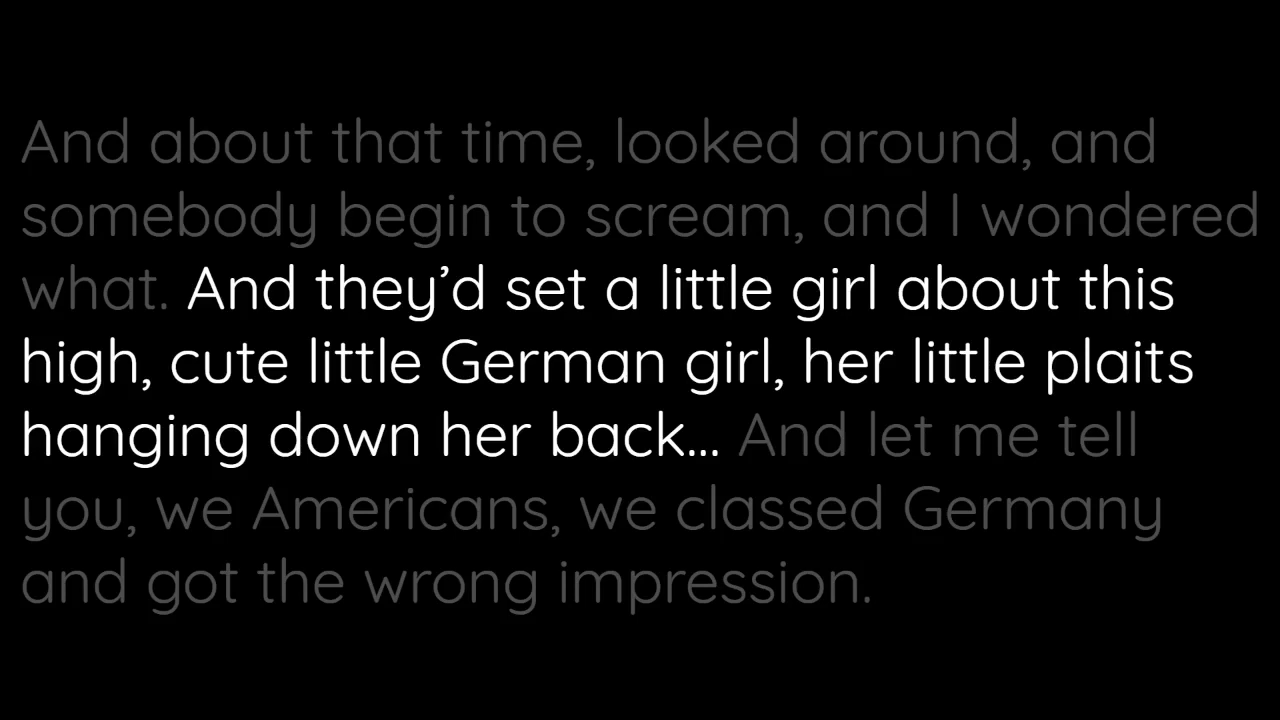 And about that time, looked around, and
somebody begin to scream, and I wondered
what. And they’d set a little girl about this
high, cute little German girl, her little plaits
hanging down her back... And let me tell
you, we Americans, we classed Germany
and got the wrong impression.